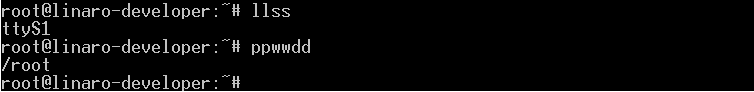 root@linaro-developer:~# llss
ttyS1
root@linaro-developer:~# ppwwdd
/root
root@linaro-developer:~#